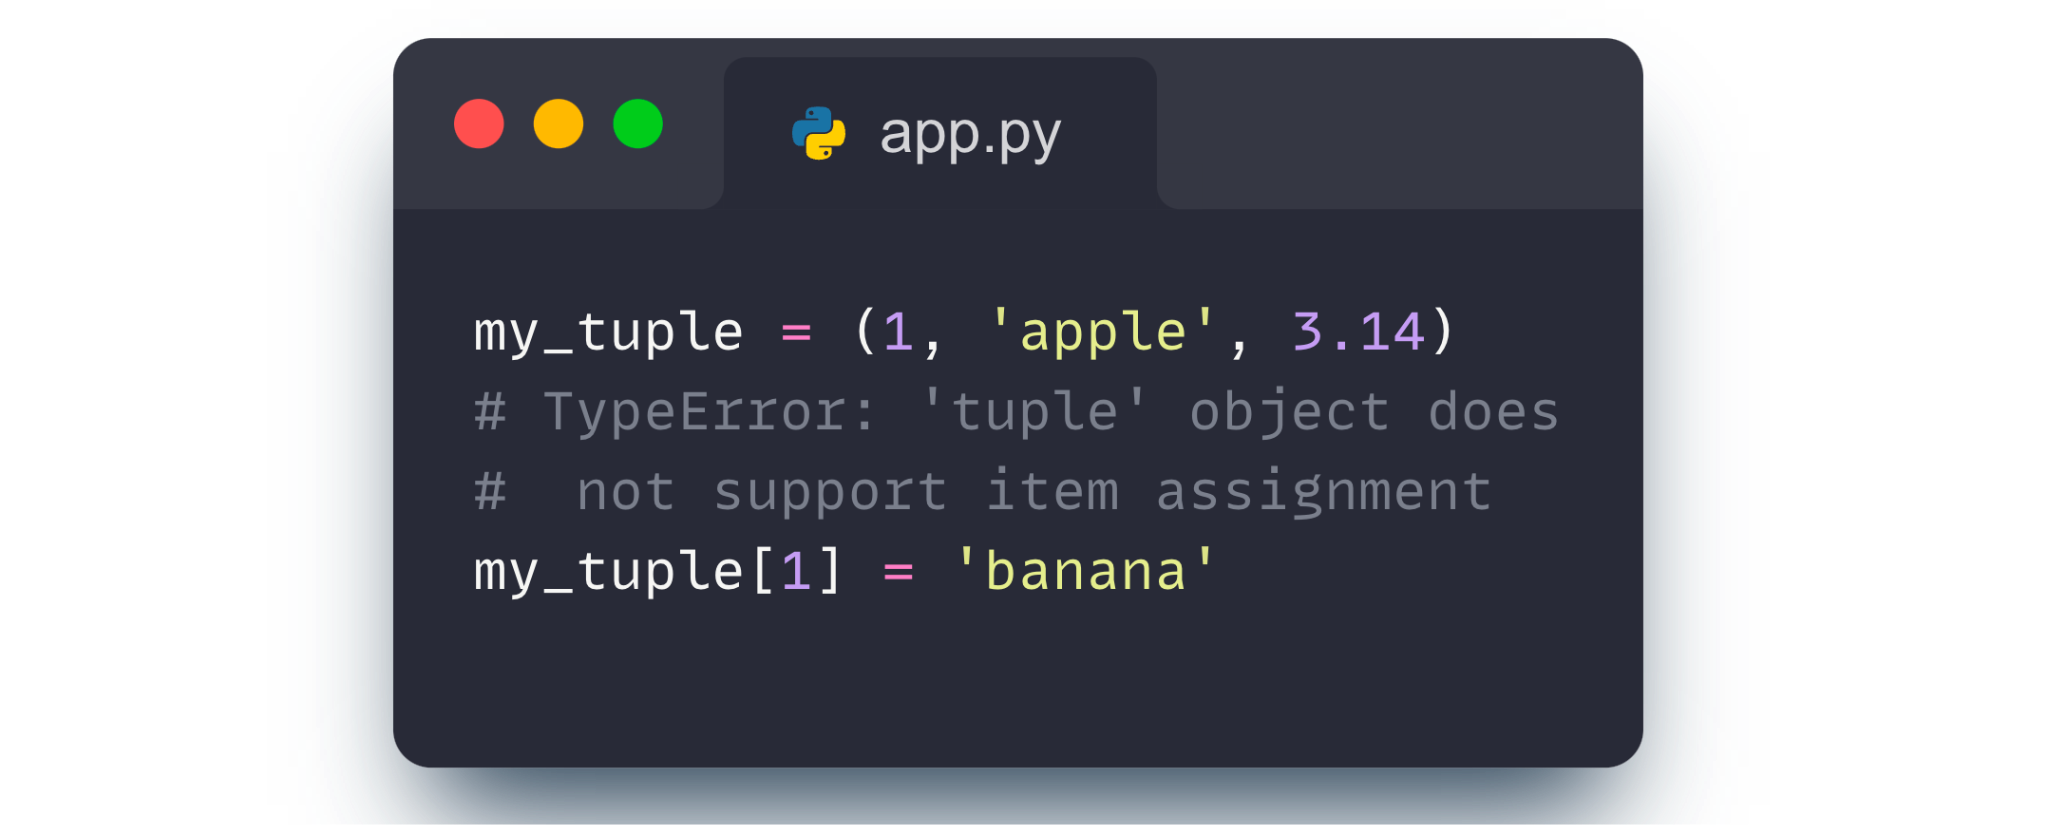 app.py
my_tuple = (1, 'apple', 3.14)
# TypeError: 'tuple' object does
#  not support item assignment
my_tuple[1] = 'banana'